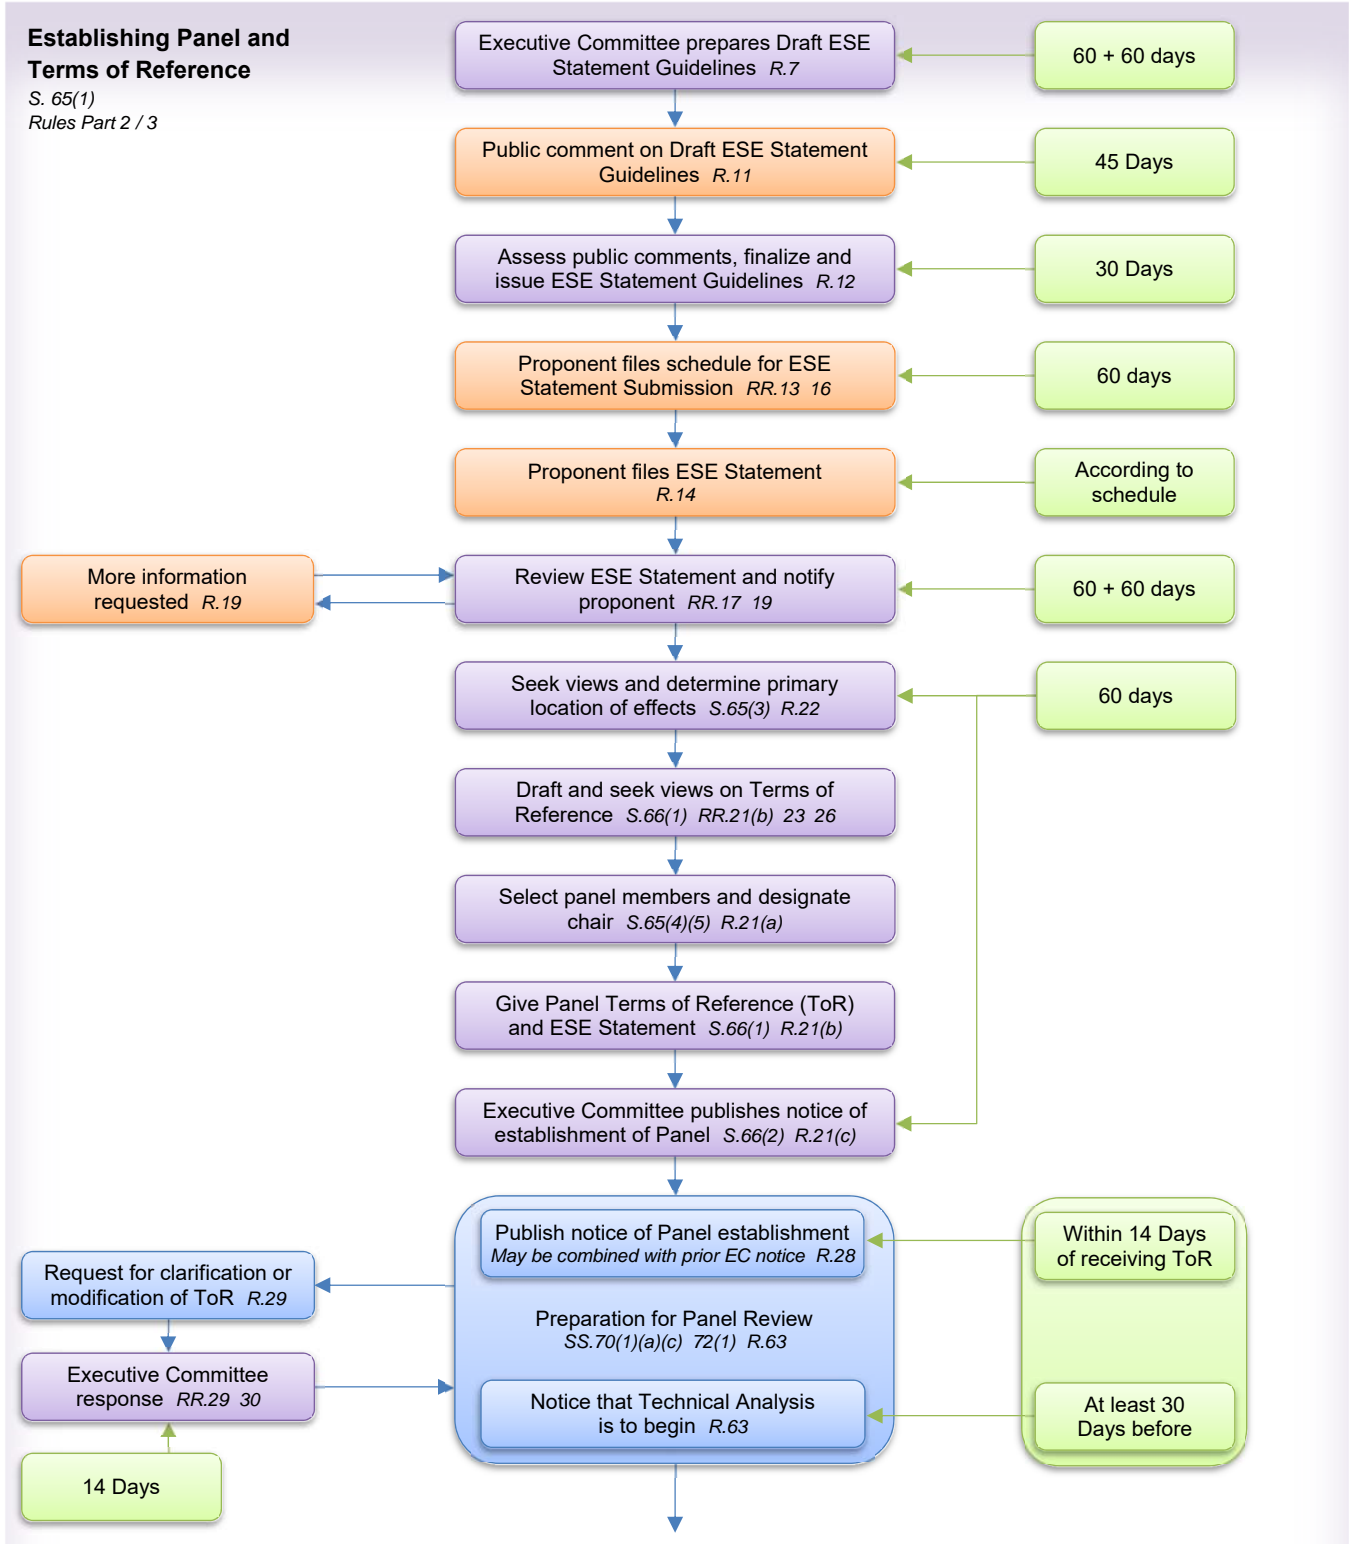 Establishing Panel and
Terms of Reference
S. 65(1)
Rules Part 2 / 3
Executive Committee prepares Draft ESE
Statement Guidelines R.7
60 + 60 days
Public comment on Draft ESE Statement
Guidelines R.11
45 Days
Assess public comments, finalize and
issue ESE Statement Guidelines R.12
30 Days
Proponent files schedule for ESE
Statement Submission RR.13 16
60 days
Proponent files ESE Statement
R.14
According to
schedule
More information
requested R.19
Review ESE Statement and notify
proponent RR.17 19
60 + 60 days
Seek views and determine primary
location of effects S.65(3) R.22
60 days
Draft and seek views on Terms of
Reference S.66(1) RR.21(b) 23 26
Select panel members and designate
chair S.65(4)(5) R.21(a)
Give Panel Terms of Reference (ToR)
and ESE Statement S.66(1) R.21(b)
Executive Committee publishes notice of
establishment of Panel S.66(2) R.21(c)
Publish notice of Panel establishment
May be combined with prior EC notice R.28
Within 14 Days
of receiving ToR
Request for clarification or
modification of ToR R.29
Preparation for Panel Review
SS.70(1)(a)(c) 72(1) R.63
Executive Committee
response RR.29 30
Notice that Technical Analysis
is to begin R.63
At least 30
Days before
14 Days